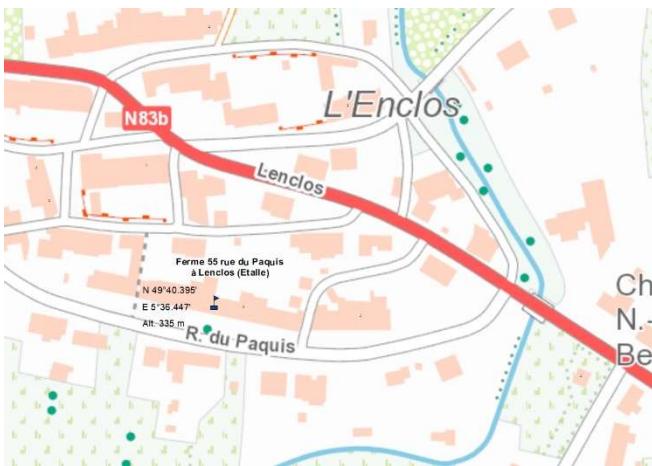 L'Enclos
N83b
Lenclos
Ferme 55 rue du Paquis
à Lenclos (Etalle)
N 49°40.395'
E 5°36.447'
Alt. 335 m
R. du Paquis
Ch
N.-
Be